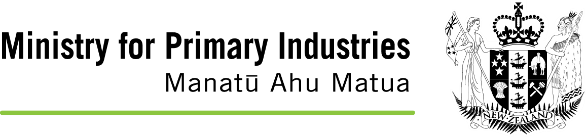 Ministry for Primary Industries
Manatū Ahu Matua
NEW ZEALAND